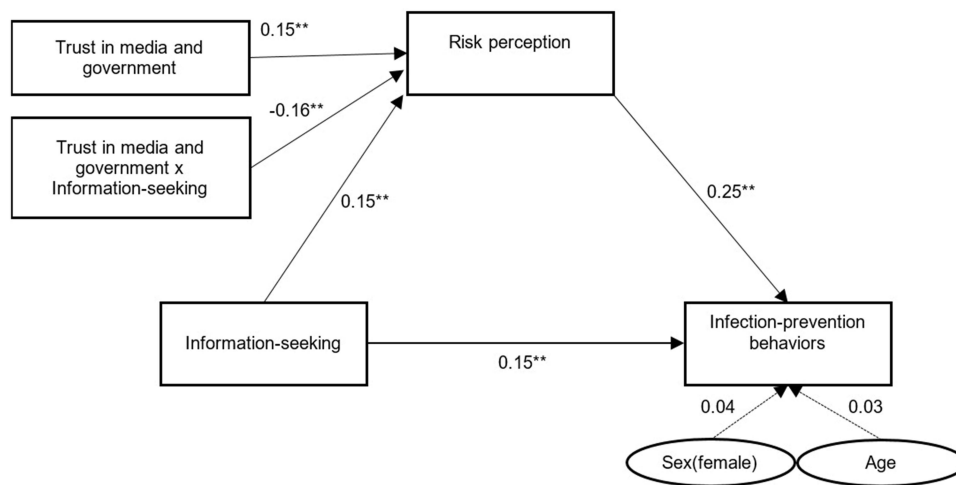 0.15**
Trust in media and
government
Risk perception
-0.16**
Trust in media and
government x
Information-seeking
0.15**
0.25**
Information-seeking
0.15**
Infection-prevention
behaviors
0.04
0.03
Sex(female)
Age